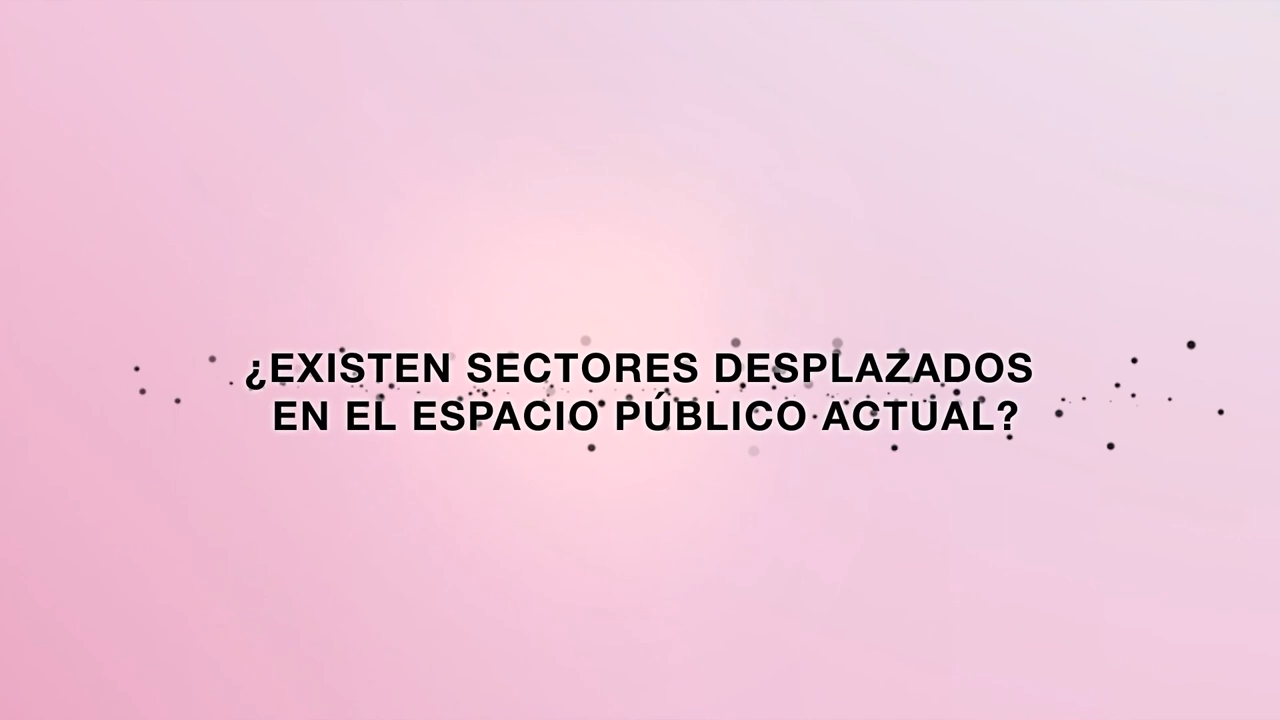 ¿EXISTEN SECTORES DESPLAZADOS
EN EL ESPACIO PÚBLICO ACTUAL?